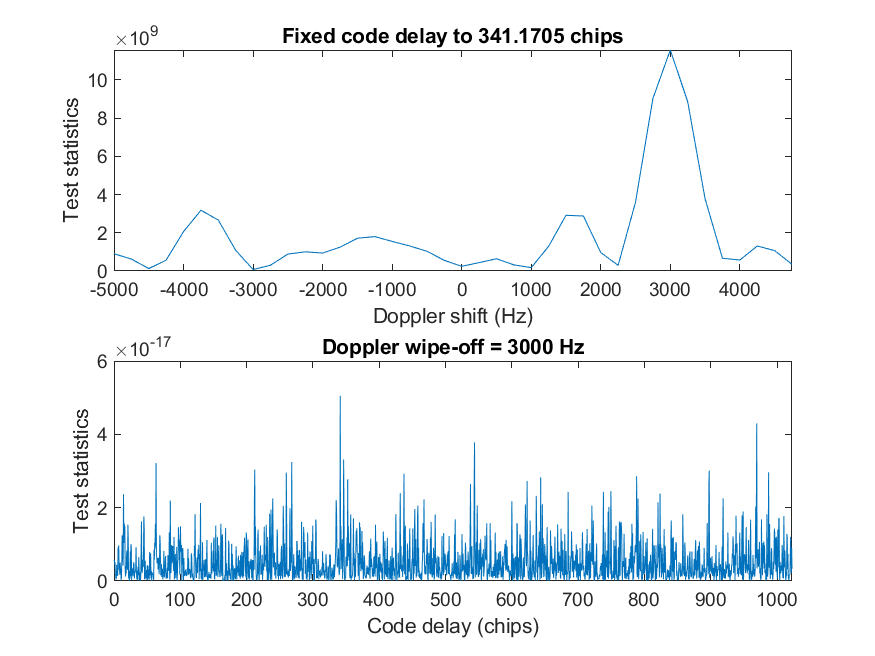 ×10⁹
Fixed code delay to 341.1705 chips
Test statistics
10
8
6
4
2
0
-5000 -4000 -3000 -2000 -1000 0 1000 2000 3000 4000
Doppler shift (Hz)
×10⁻¹⁷
Doppler wipe-off = 3000 Hz
Test statistics
6
4
2
0
0 100 200 300 400 500 600 700 800 900 1000
Code delay (chips)